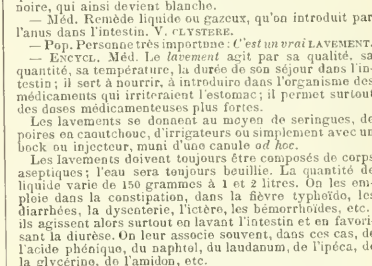 noire, qui ainsi devient blanche.
— Méd. Remède liquide ou gazeux, qu'on introduit par
l'anus dans l'intestin. V. CLYSTERE.
— Pop. Personne très importune : C'est un vrai LAVEMENT.
— ENCYCL. Méd. Le lavement agit par sa qualité, sa
quantité, sa température, la durée de son séjour dans l'in-
testin ; il sert à nourrir, à introduire dans l'organisme des
médicaments qui irriteraient l'estomac ; il permet surtout
des doses médicamenteuses plus fortes.
Les lavements se donnent au moyen de seringues, de
poires en caoutchouc, d'irrigateurs ou simplement avec un
bock ou injecteur, muni d'une canule ad hoc.
Les lavements doivent toujours être composés de corps
aseptiques ; l'eau sera toujours bouillie. La quantité de
liquide varie de 150 grammes à 1 et 2 litres. On les em-
ploie dans la constipation, dans la fièvre typhoïde, les
diarrhées, la dysenterie, l'ictère, les hémorrhoïdes, etc.
ils agissent alors surtout en lavant l'intestin et en favori-
sant la diurèse. On leur associe souvent, dans ces cas, de
l'acide phénique, du naphtol, du laudanum, de l'ipéca, de
la glycérine, de l'amidon, etc.